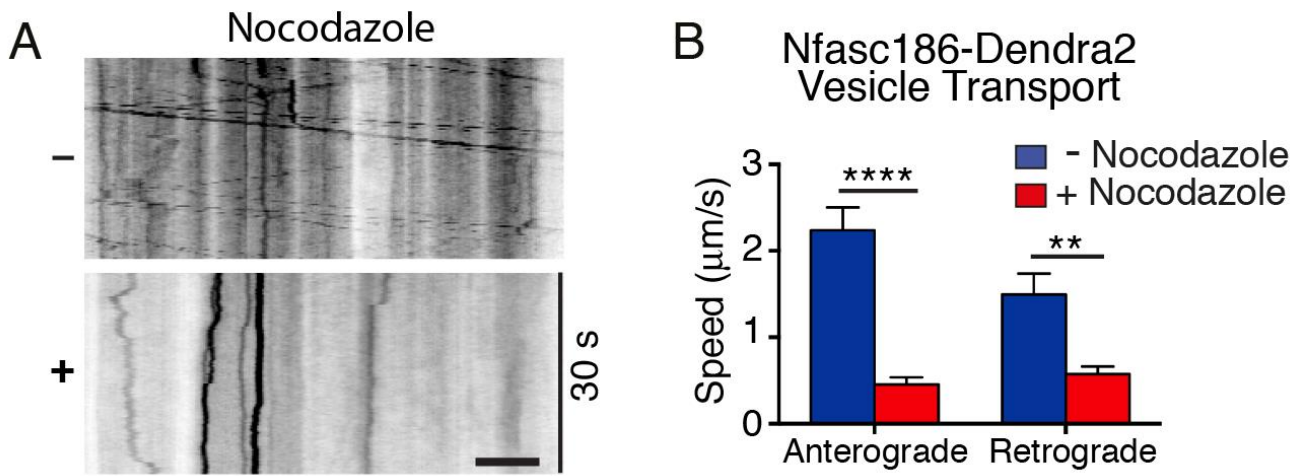 A
Nocodazole
−
+
30 s
B
Nfasc186-Dendra2
Vesicle Transport
- Nocodazole
+ Nocodazole
Speed (μm/s)
3
2
1
0
****
**
Anterograde
Retrograde